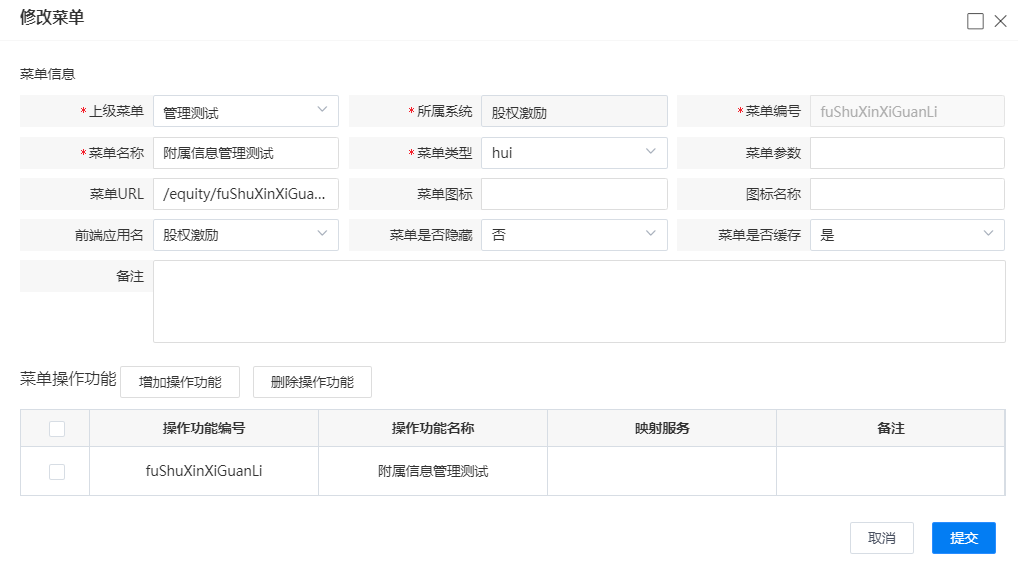 修改菜单
菜单信息
*上级菜单 管理测试 *所属系统 股权激励 *菜单编号 fuShuXinXiGuanLi
*菜单名称 附属信息管理测试 *菜单类型 hui 菜单参数
菜单URL /equity/fuShuXinXiGua... 菜单图标 图标名称
前端应用名 股权激励 菜单是否隐藏 否 菜单是否缓存 是
备注
菜单操作功能 增加操作功能 删除操作功能
操作功能编号 操作功能名称 映射服务 备注
fuShuXinXiGuanLi 附属信息管理测试
取消 提交